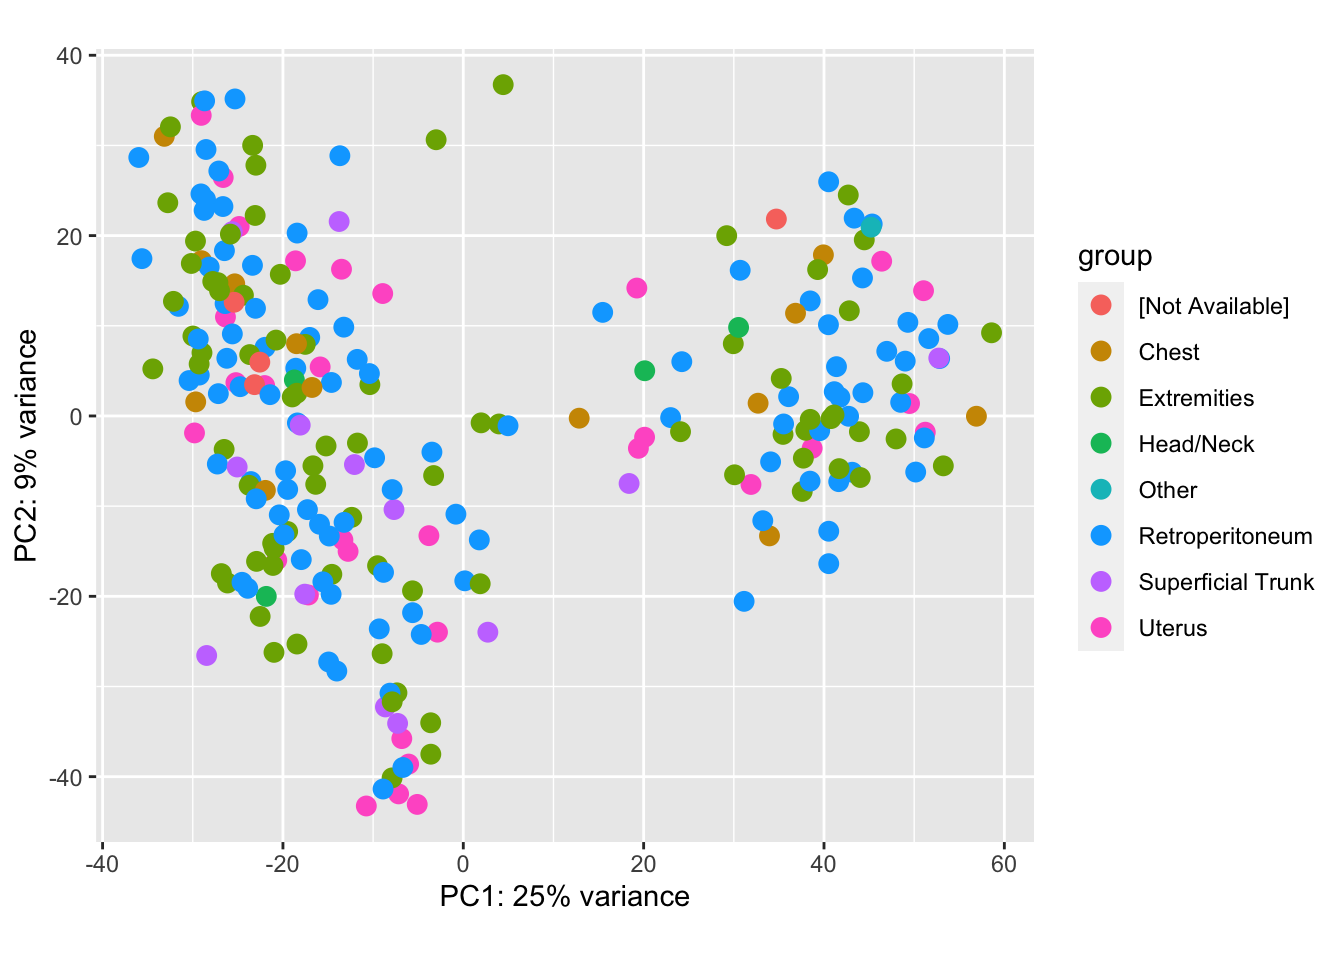 40
20
0
-20
-40
PC2: 9% variance
-40 -20 0 20 40 60
PC1: 25% variance
group
[Not Available]
Chest
Extremities
Head/Neck
Other
Retroperitoneum
Superficial Trunk
Uterus